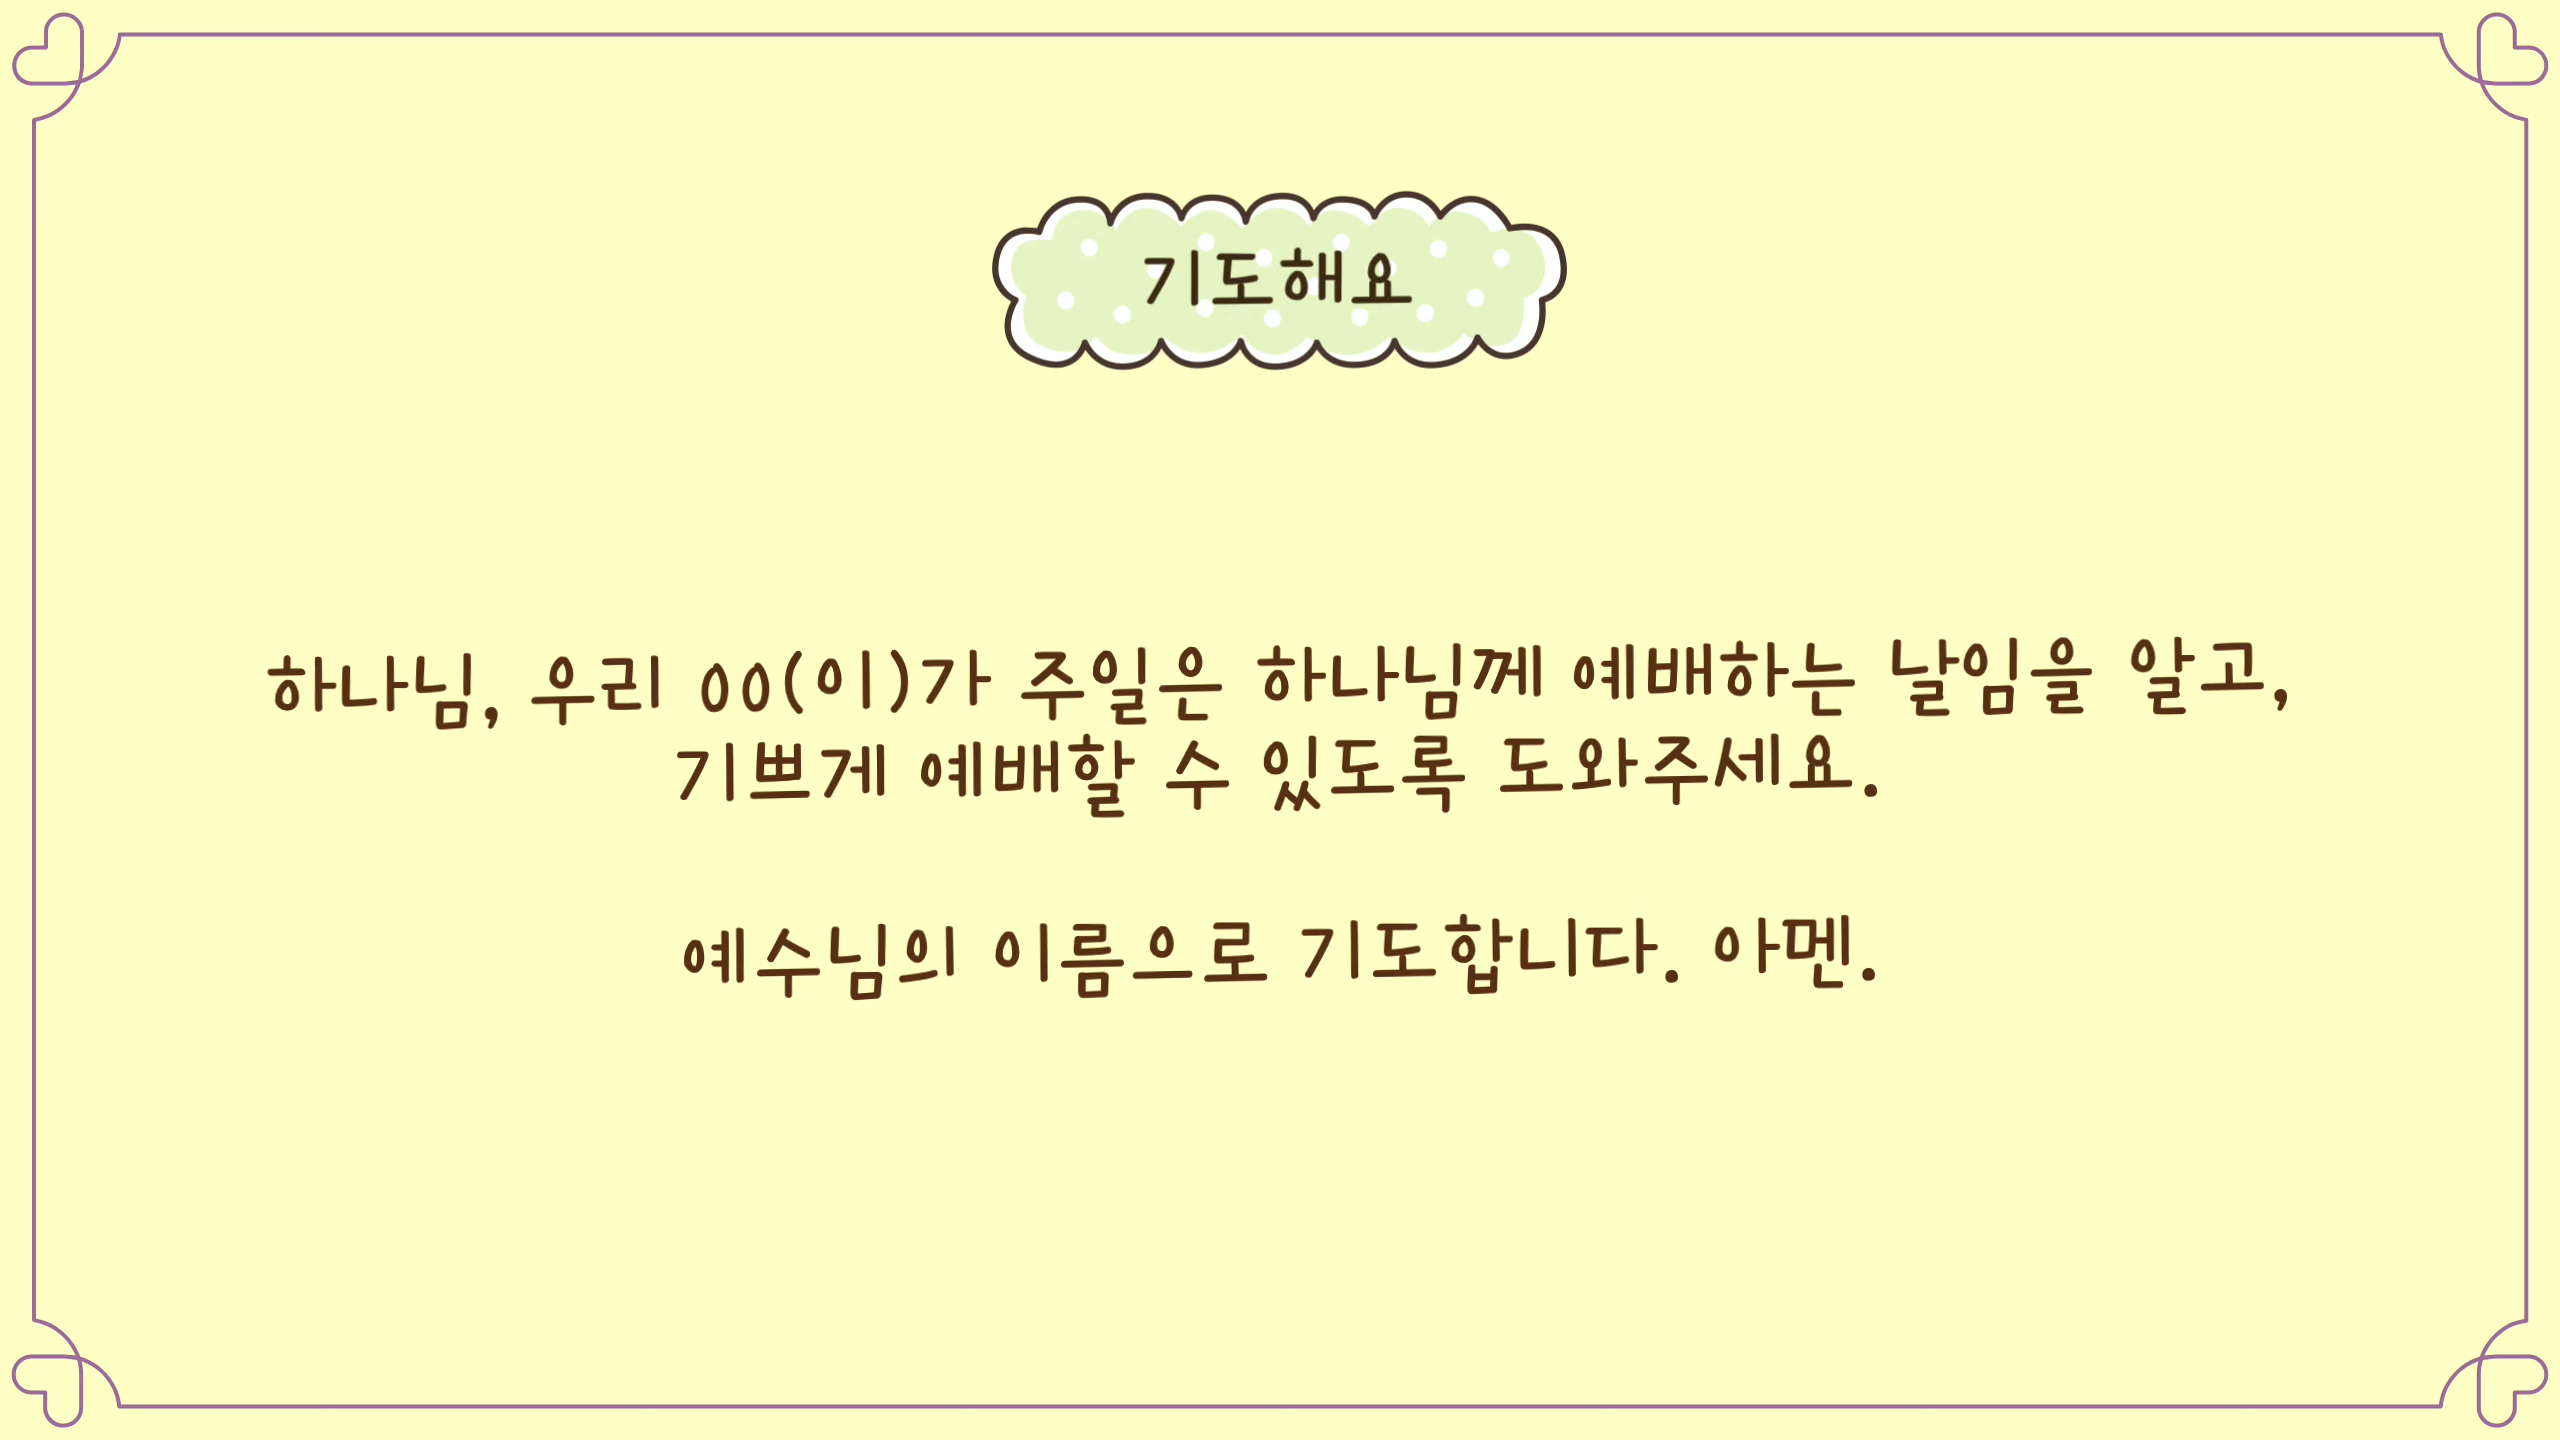 기도해요
하나님, 우리 00(이)가 주일은 하나님께 예배하는 날임을 알고,
기쁘게 예배할 수 있도록 도와주세요.
예수님의 이름으로 기도합니다. 아멘.